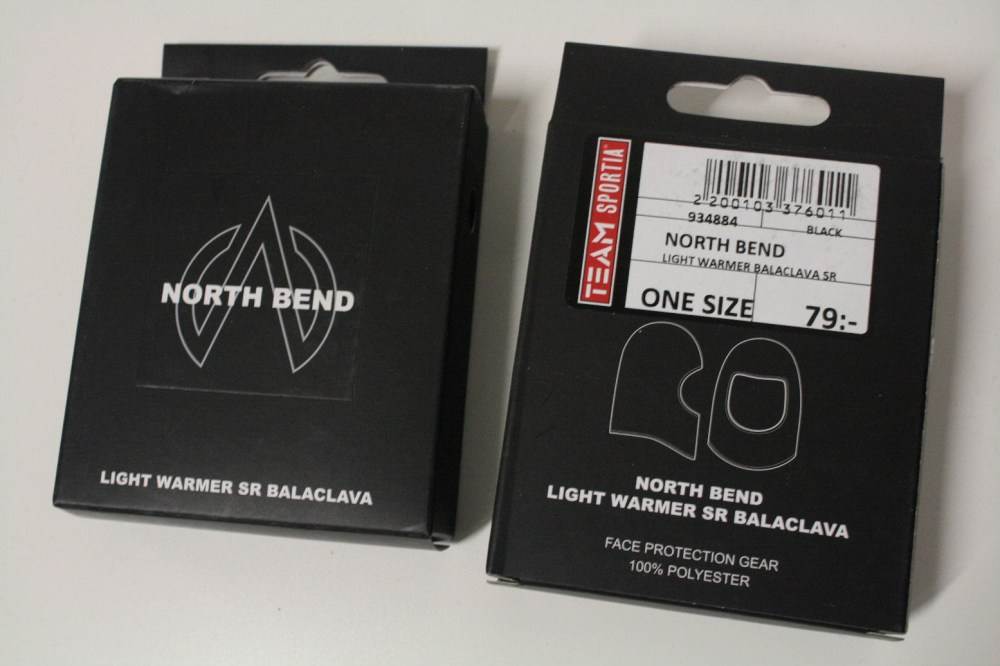 NORTH BEND
LIGHT WARMER SR BALACLAVA
TEAM SPORTIA
2 200103 376011
934884
BLACK
NORTH BEND
LIGHT WARMER BALACLAVA SR
ONE SIZE
79:-
NORTH BEND
LIGHT WARMER SR BALACLAVA
FACE PROTECTION GEAR
100% POLYESTER